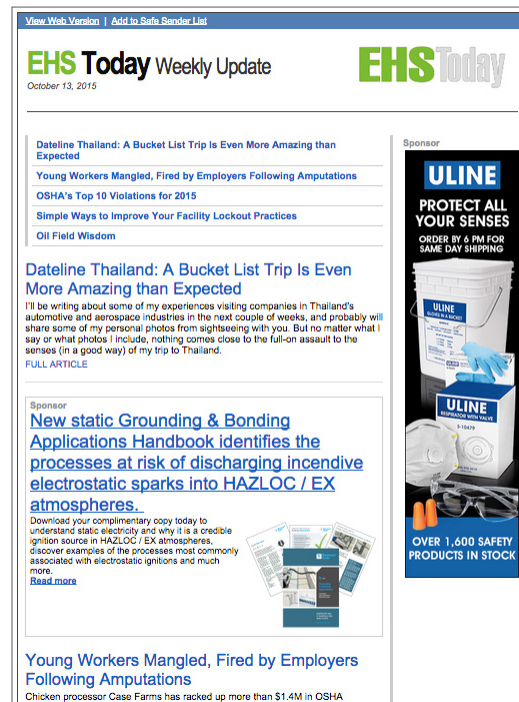 View Web Version | Add to Safe Sender List
EHS Today Weekly Update
October 13, 2015
EHS Today
Dateline Thailand: A Bucket List Trip Is Even More Amazing than
Expected
Young Workers Mangled, Fired by Employers Following Amputations
OSHA's Top 10 Violations for 2015
Simple Ways to Improve Your Facility Lockout Practices
Oil Field Wisdom
Dateline Thailand: A Bucket List Trip Is Even
More Amazing than Expected
I'll be writing about some of my experiences visiting companies in Thailand's
automotive and aerospace industries in the next couple of weeks, and probably will
share some of my personal photos from sightseeing with you. But no matter what I
say or what photos I include, nothing comes close to the full-on assault to the
senses (in a good way) of my trip to Thailand.
FULL ARTICLE
Sponsor
New static Grounding & Bonding
Applications Handbook identifies the
processes at risk of discharging incendive
electrostatic sparks into HAZLOC / EX
atmospheres.
Download your complimentary copy today to
understand static electricity and why it is a credible
ignition source in HAZLOC / EX atmospheres,
discover examples of the processes most commonly
associated with electrostatic ignitions and much
more.
Read more
Young Workers Mangled, Fired by Employers
Following Amputations
Chicken processor Case Farms has racked up more than $1.4M in OSHA
Sponsor
ULINE
PROTECT ALL
YOUR SENSES
ORDER BY 6 PM FOR
SAME DAY SHIPPING
ULINE
GLOVES IN A BUCKET
ULINE
RESPIRATOR WITH VALVE
S-10479
OVER 1,600 SAFETY
PRODUCTS IN STOCK